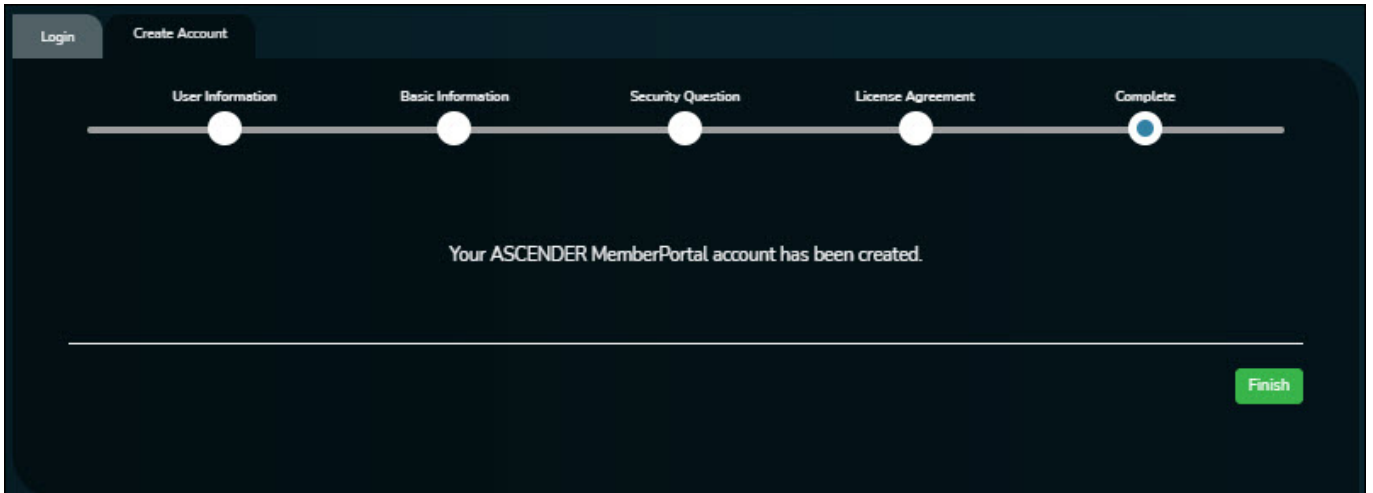 Login Create Account
User Information Basic Information Security Question License Agreement Complete
Your ASCENDER MemberPortal account has been created.
Finish